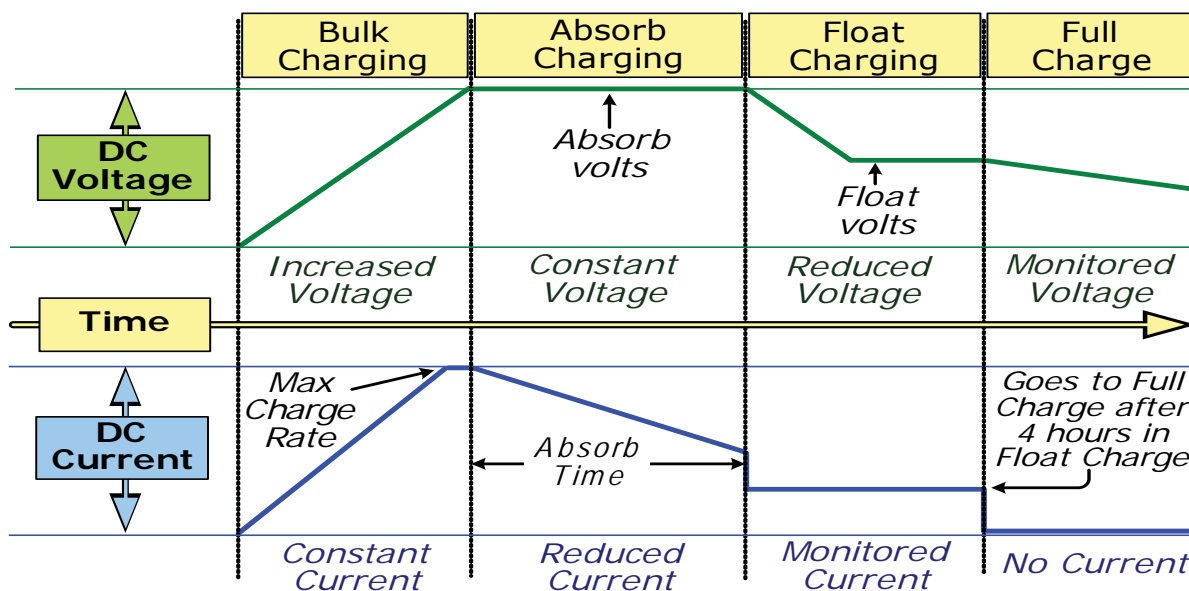 Bulk
Charging
Absorb
Charging
Float
Charging
Full
Charge
DC
Voltage
Absorb
volts
Float
volts
Increased
Voltage
Constant
Voltage
Reduced
Voltage
Monitored
Voltage
Time
DC
Current
Max
Charge
Rate
Absorb
Time
Goes to Full
Charge after
4 hours in
Float Charge
Constant
Current
Reduced
Current
Monitored
Current
No Current